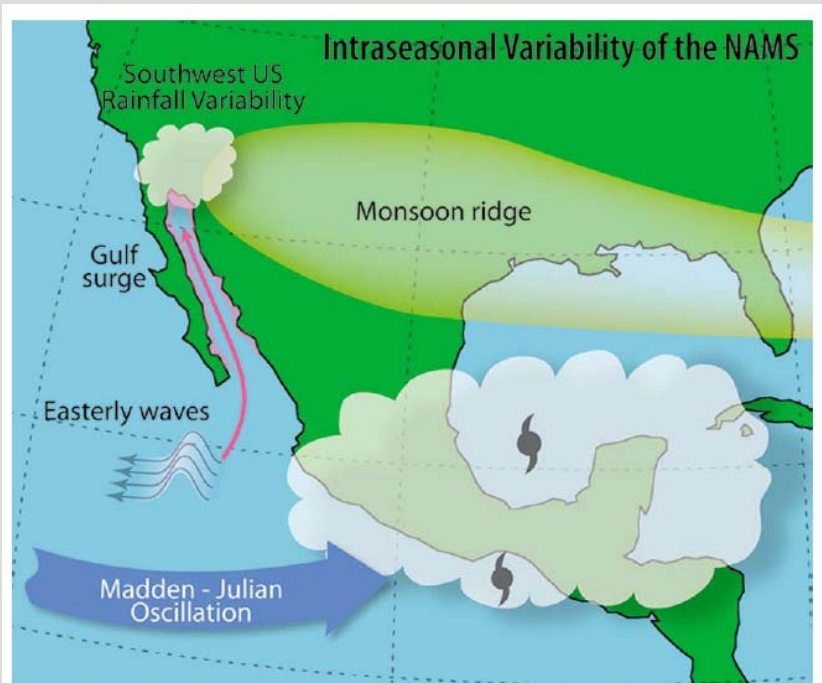 Intraseasonal Variability of the NAMS
Southwest US
Rainfall Variability
Monsoon ridge
Gulf
surge
Easterly waves
Madden - Julian
Oscillation